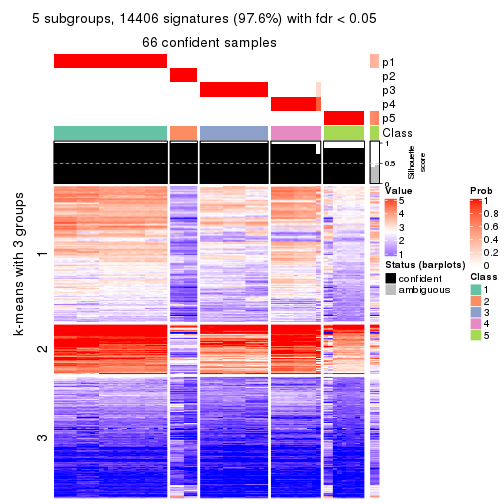 5 subgroups, 14406 signatures (97.6%) with fdr < 0.05
66 confident samples
p1
p2
p3
p4
p5
Class
1
0.5
0
Silhouette
score
k-means with 3 groups
1
2
3
Value
5
4
3
2
1
Status (barplots)
confident
ambiguous
Prob
1
0.8
0.6
0.4
0.2
0
Class
1
2
3
4
5